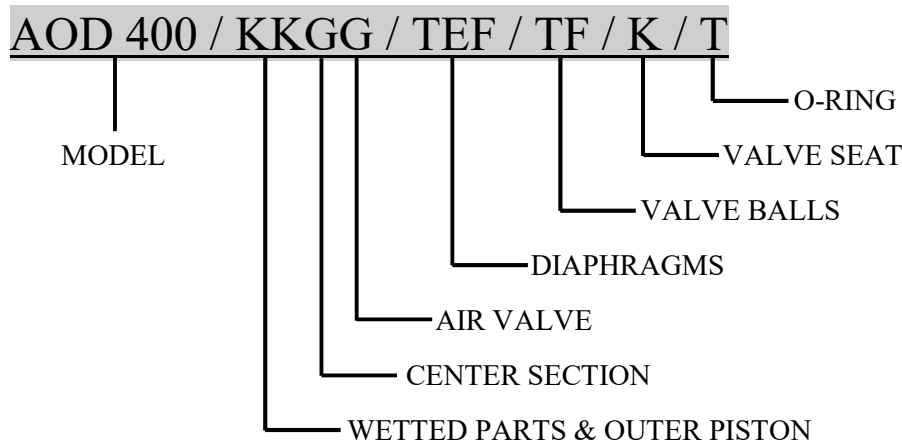 AOD 400 / KKGG / TEF / TF / K / T
O-RING
MODEL
VALVE SEAT
VALVE BALLS
DIAPHRAGMS
AIR VALVE
CENTER SECTION
WETTED PARTS & OUTER PISTON